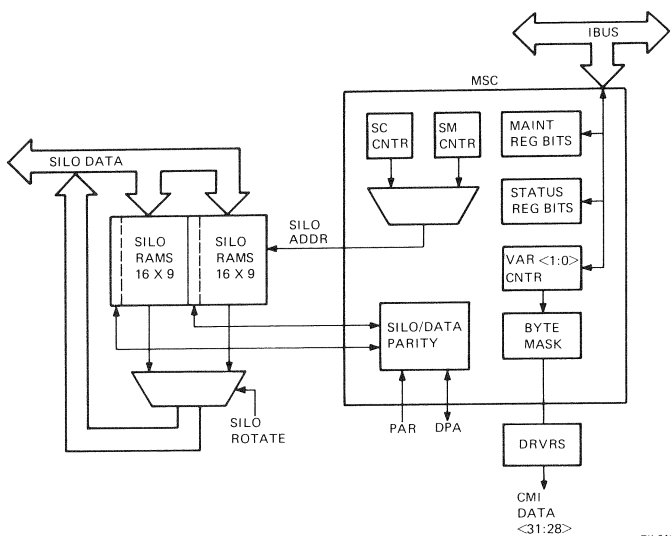 IBUS
MSC
SC
CNTR
SM
CNTR
MAINT
REG BITS
SILO DATA
STATUS
REG BITS
SILO
RAMS
16 X 9
SILO
RAMS
16 X 9
SILO
ADDR
VAR <1:0>
CNTR
SILO/DATA
PARITY
BYTE
MASK
SILO
ROTATE
PAR
DPA
DRVRS
CMI
DATA
<31:28>